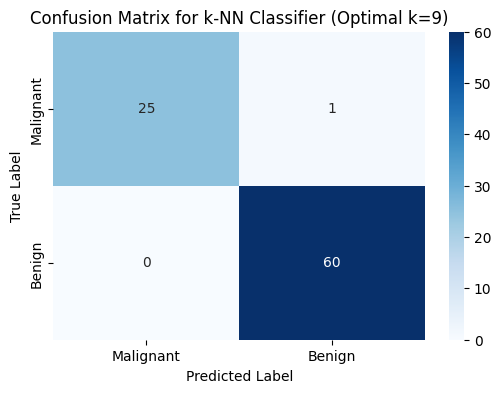 Confusion Matrix for k-NN Classifier (Optimal k=9)
True Label
Malignant
Benign
25
1
0
60
Malignant
Benign
Predicted Label
60
50
40
30
20
10
0